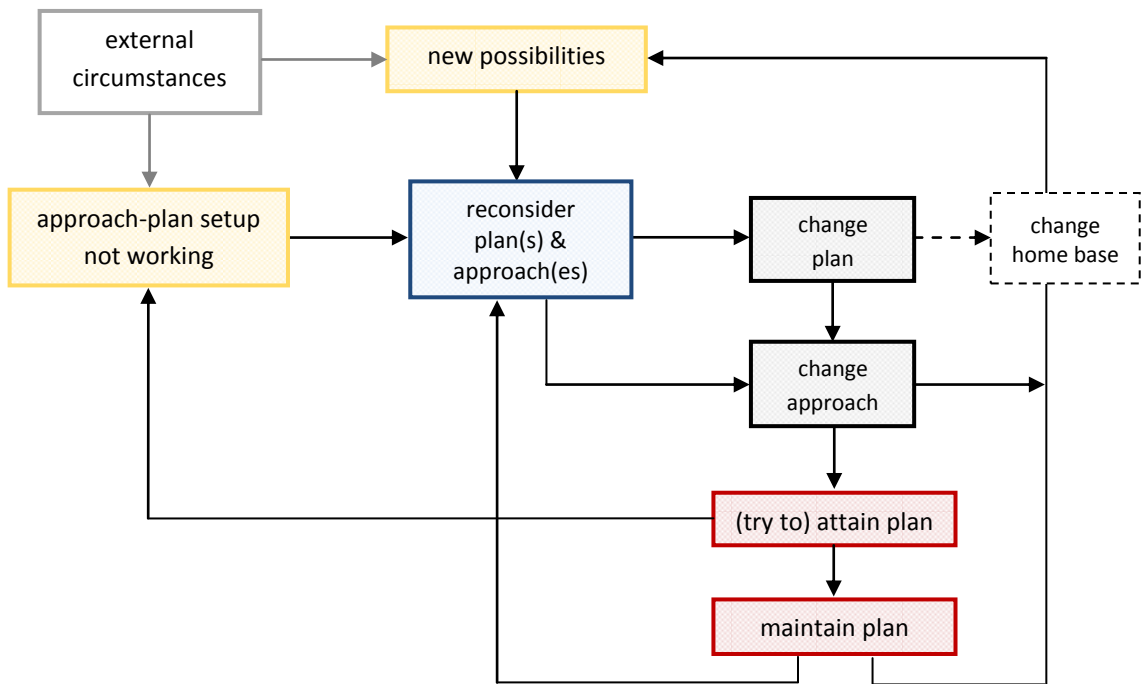 external
circumstances
new possibilities
approach-plan setup
not working
reconsider
plan(s) &
approach(es)
change
plan
change
home base
change
approach
(try to) attain plan
maintain plan